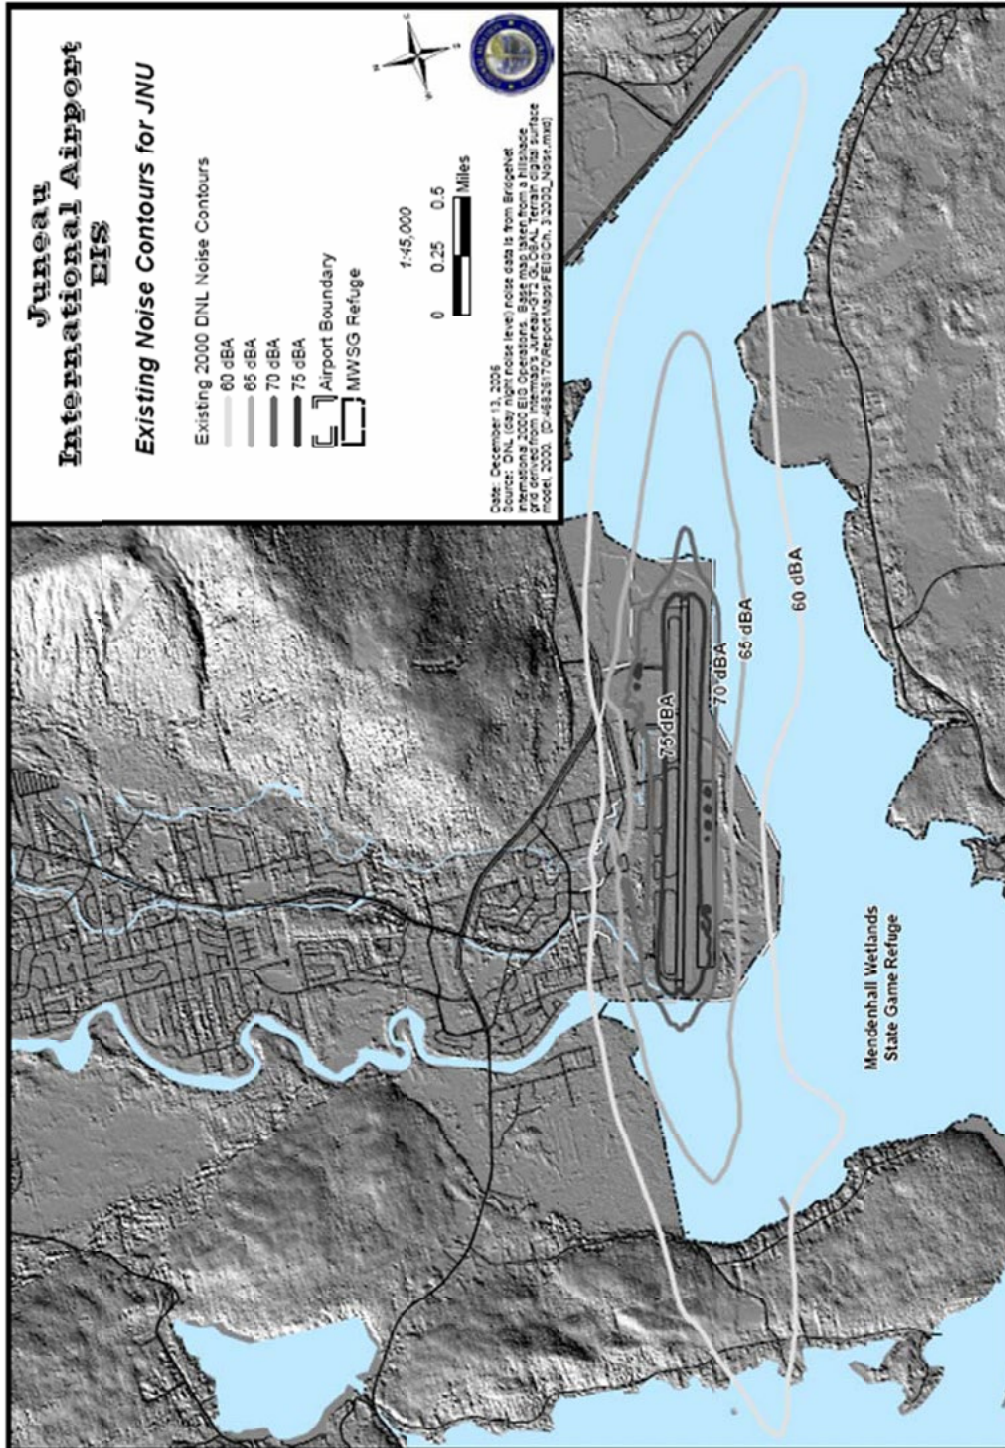 Juneau
International Airport
EIS
Existing Noise Contours for JNU
Existing 2000 DNL Noise Contours
60 dBA
65 dBA
70 dBA
75 dBA
Airport Boundary
MWSG Refuge
1:45,000
0 0.25 0.5
Miles
Date: December 13, 2006
Source: DNL (day night noise level) noise data is from BridgeNet
International 2000 EIS Operations. Base map taken from a hillshade
grid derived from Intermap's Juneau-GT2 GLOBAL Terrain digital surface
model, 2000.
N
S
75 dBA
70 dBA
65 dBA
60 dBA
Mendenhall Wetlands
State Game Refuge